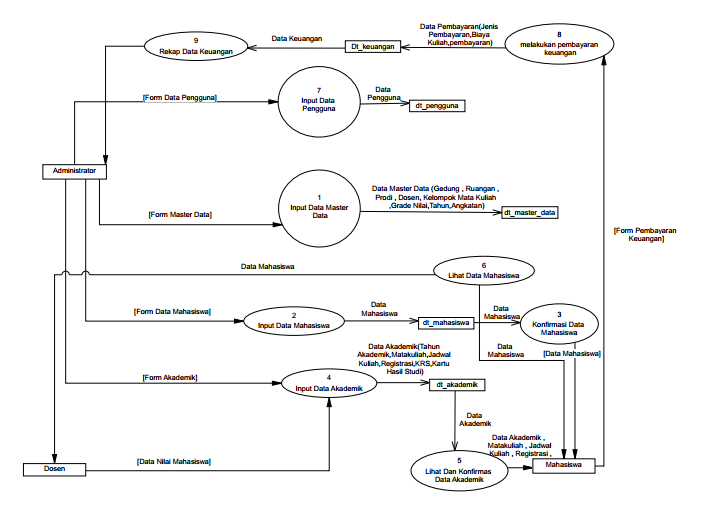 9
Rekap Data Keuangan
Data Keuangan
Dt_keuangan
Data Pembayaran(Jenis
Pembayaran,Biaya
Kuliah,pembayaran)
8
melakukan pembayaran
keuangan
7
Input Data
Pengguna
[Form Data Pengguna]
Data
Pengguna
dt_pengguna
Administrator
1
Input Data Master
Data
[Form Master Data]
Data Master Data (Gedung , Ruangan ,
Prodi , Dosen, Kelompok Mata Kuliah
,Grade Nilai,Tahun,Angkatan)
dt_master_data
[Form Pembayaran
Keuangan]
Data Mahasiswa
6
Lihat Data Mahasiswa
[Form Data Mahasiswa]
2
Input Data Mahasiswa
Data
Mahasiswa
dt_mahasiswa
Data
Mahasiswa
3
Konfirmasi Data
Mahasiswa
Data
Mahasiswa
[Data Mahasiswa]
[Form Akademik]
4
Input Data Akademik
Data Akademik(Tahun
Akademik,Matakuliah,Jadwal
Kuliah,Registrasi,KRS,Kartu
Hasil Studi)
dt_akademik
Data
Akademik
Dosen
[Data Nilai Mahasiswa]
5
Lihat Dan Konfirmas
Data Akademik
Data Akademik ,
Matakuliah , Jadwal
Kuliah , Registrasi ,
Mahasiswa